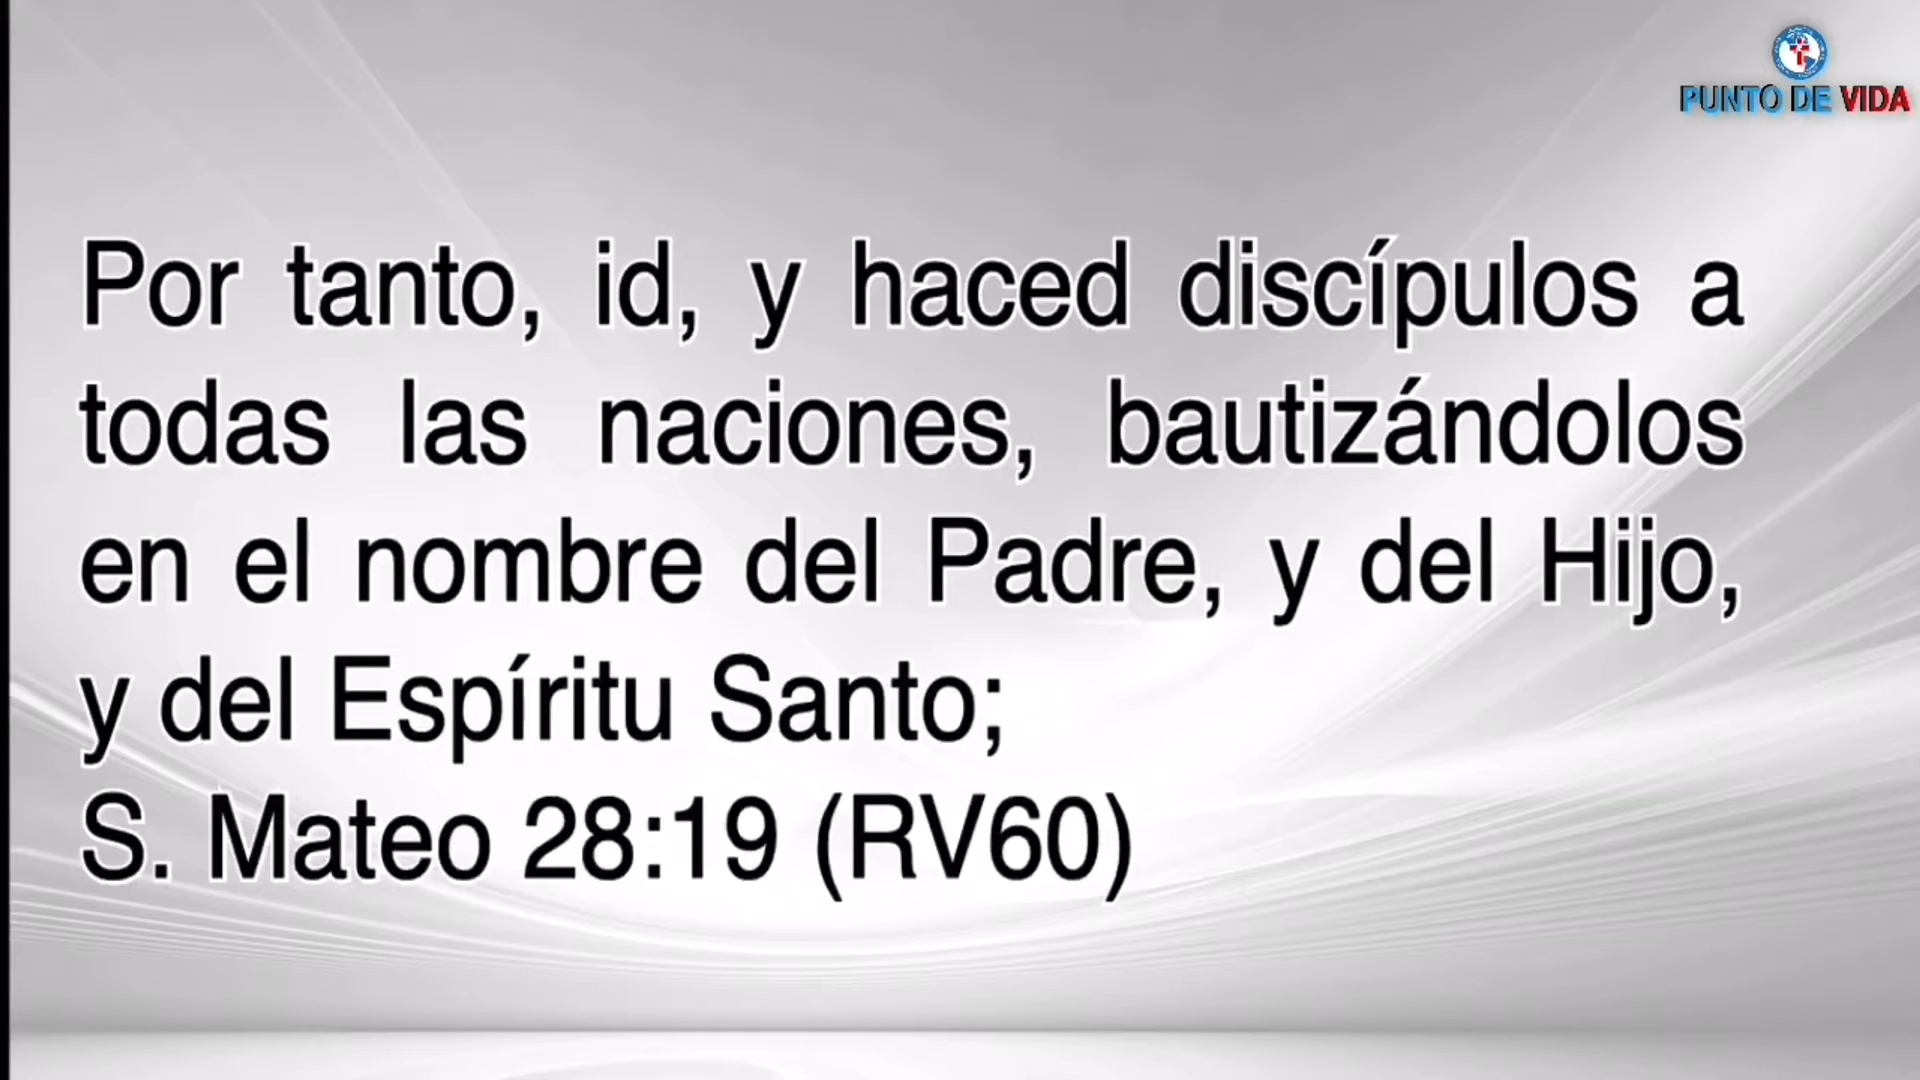 PUNTO DE VIDA
Por tanto, id, y haced discípulos a
todas las naciones, bautizándolos
en el nombre del Padre, y del Hijo,
y del Espíritu Santo;
S. Mateo 28:19 (RV60)